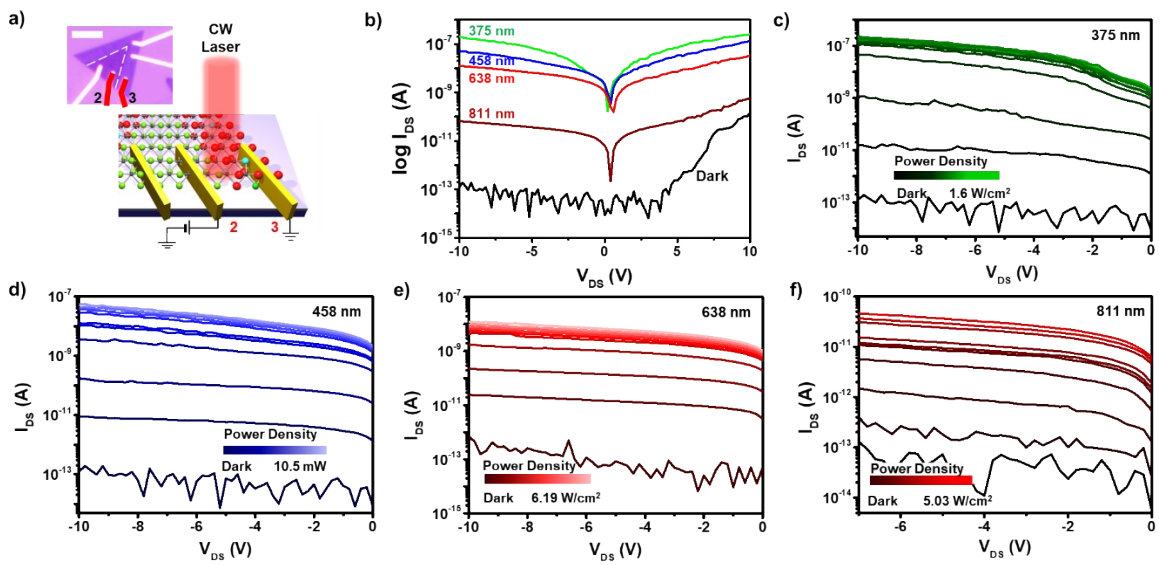 a)
CW
Laser
2
3
2
3
b)
375 nm
458 nm
638 nm
811 nm
Dark
log I_DS (A)
10^-7
10^-9
10^-11
10^-13
10^-15
-10
-5
0
5
10
V_DS (V)
c)
375 nm
I_DS (A)
10^-7
10^-9
10^-11
10^-13
10^-15
Power Density
Dark
1.6 W/cm²
-10
-8
-6
-4
-2
0
V_DS (V)
d)
458 nm
I_DS (A)
10^-7
10^-9
10^-11
10^-13
Power Density
Dark
10.5 mW
-10
-8
-6
-4
-2
0
V_DS (V)
e)
638 nm
I_DS (A)
10^-7
10^-9
10^-11
10^-13
10^-15
Power Density
Dark
6.19 W/cm²
-10
-8
-6
-4
-2
0
V_DS (V)
f)
811 nm
I_DS (A)
10^-10
10^-11
10^-12
10^-13
10^-14
Power Density
Dark
5.03 W/cm²
-6
-4
-2
0
V_DS (V)